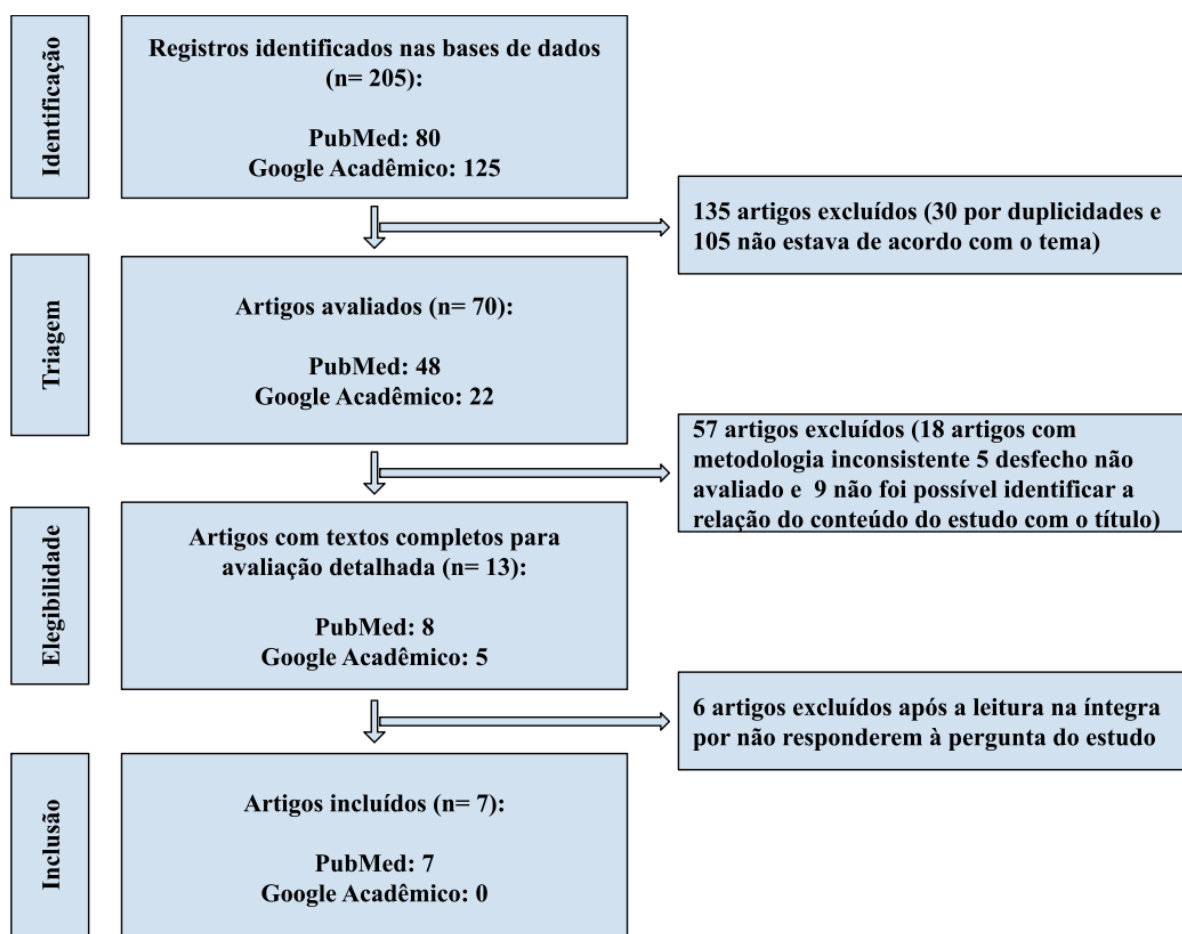 Identificação
Registros identificados nas bases de dados
(n= 205):
PubMed: 80
Google Acadêmico: 125
135 artigos excluídos (30 por duplicidades e
105 não estava de acordo com o tema)
Triagem
Artigos avaliados (n= 70):
PubMed: 48
Google Acadêmico: 22
57 artigos excluídos (18 artigos com
metodologia inconsistente 5 desfecho não
avaliado e 9 não foi possível identificar a
relação do conteúdo do estudo com o título)
Elegibilidade
Artigos com textos completos para
avaliação detalhada (n= 13):
PubMed: 8
Google Acadêmico: 5
6 artigos excluídos após a leitura na íntegra
por não responderem à pergunta do estudo
Inclusão
Artigos incluídos (n= 7):
PubMed: 7
Google Acadêmico: 0